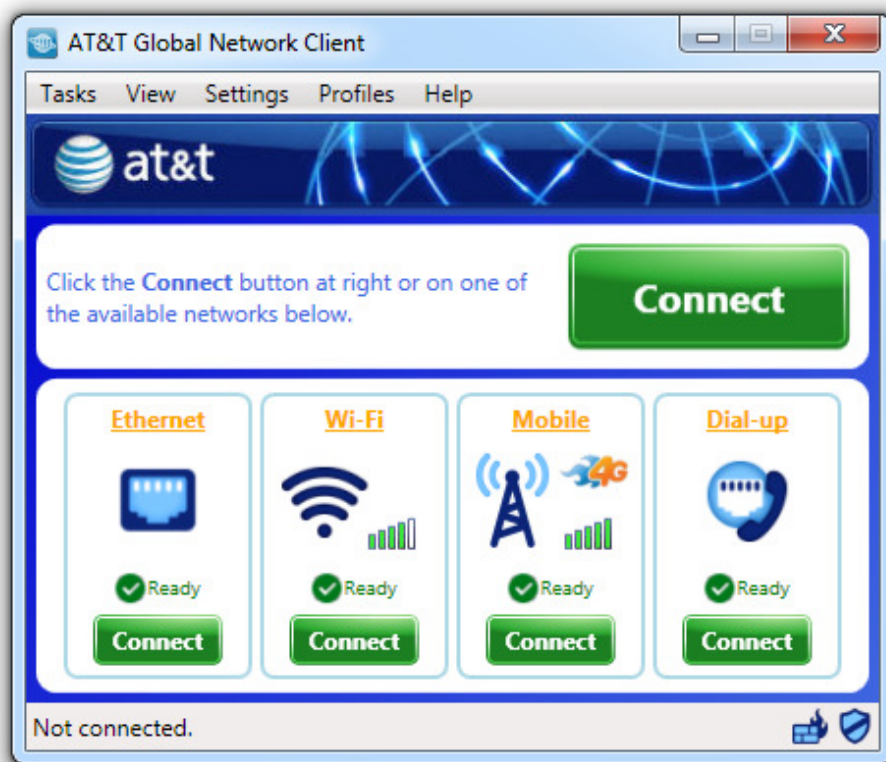 AT&T Global Network Client
Tasks View Settings Profiles Help
at&t
Click the Connect button at right or on one of
the available networks below.
Connect
Ethernet Wi-Fi Mobile Dial-up
4G
Ready Ready Ready Ready
Connect Connect Connect Connect
Not connected.